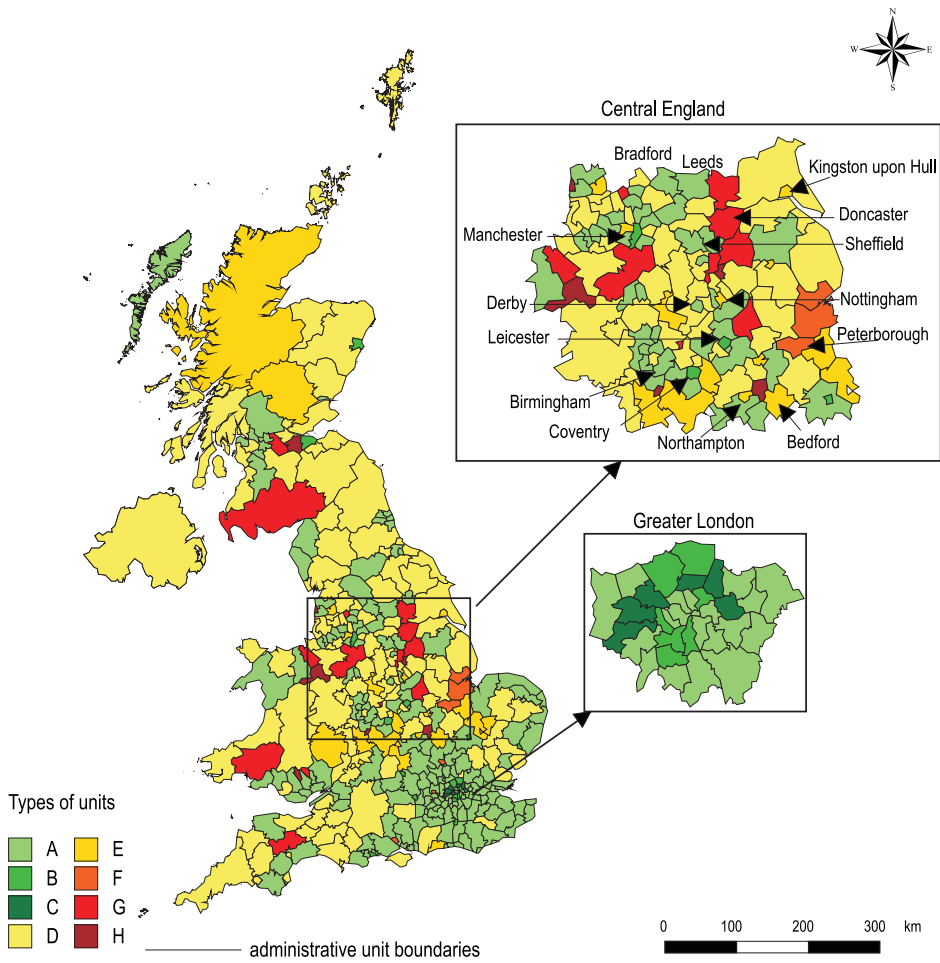 N
W E
S
Central England
Bradford
Leeds
Kingston upon Hull
Doncaster
Manchester
Sheffield
Derby
Nottingham
Leicester
Peterborough
Birmingham
Coventry
Northampton
Bedford
Greater London
Types of units
A E
B F
C G
D H
administrative unit boundaries
0 100 200 300 km